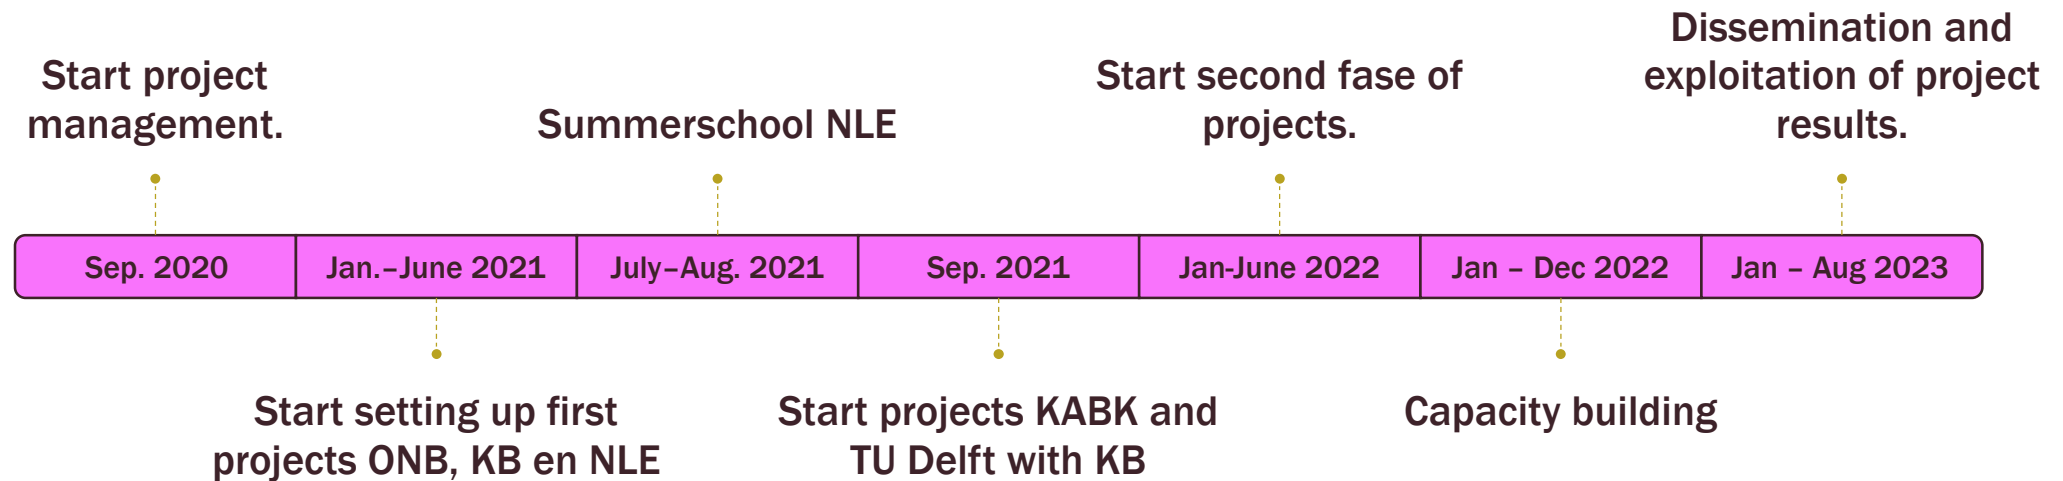 Start project
management.
Summerschool NLE
Start second fase of
projects.
Dissemination and
exploitation of project
results.
Sep. 2020
Jan.–June 2021
July–Aug. 2021
Sep. 2021
Jan-June 2022
Jan – Dec 2022
Jan – Aug 2023
Start setting up first
projects ONB, KB en NLE
Start projects KABK and
TU Delft with KB
Capacity building